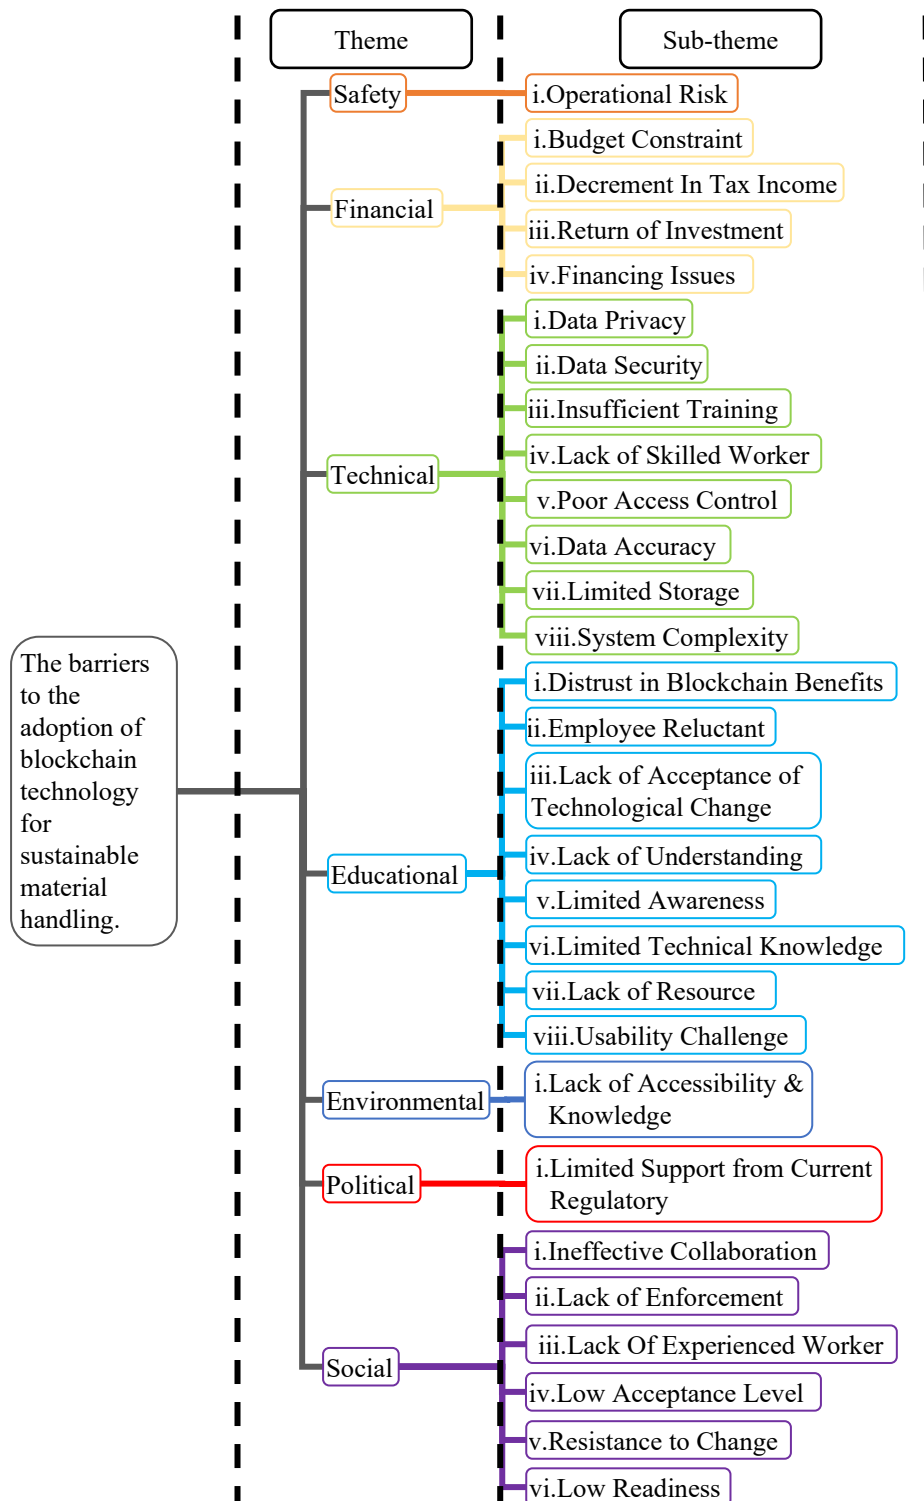 Theme
Sub-theme
The barriers
to the
adoption of
blockchain
technology
for
sustainable
material
handling.
Safety
i.Operational Risk
Financial
i.Budget Constraint
ii.Decrement In Tax Income
iii.Return of Investment
iv.Financing Issues
Technical
i.Data Privacy
ii.Data Security
iii.Insufficient Training
iv.Lack of Skilled Worker
v.Poor Access Control
vi.Data Accuracy
vii.Limited Storage
viii.System Complexity
Educational
i.Distrust in Blockchain Benefits
ii.Employee Reluctant
iii.Lack of Acceptance of
Technological Change
iv.Lack of Understanding
v.Limited Awareness
vi.Limited Technical Knowledge
vii.Lack of Resource
viii.Usability Challenge
Environmental
i.Lack of Accessibility &
Knowledge
Political
i.Limited Support from Current
Regulatory
Social
i.Ineffective Collaboration
ii.Lack of Enforcement
iii.Lack Of Experienced Worker
iv.Low Acceptance Level
v.Resistance to Change
vi.Low Readiness